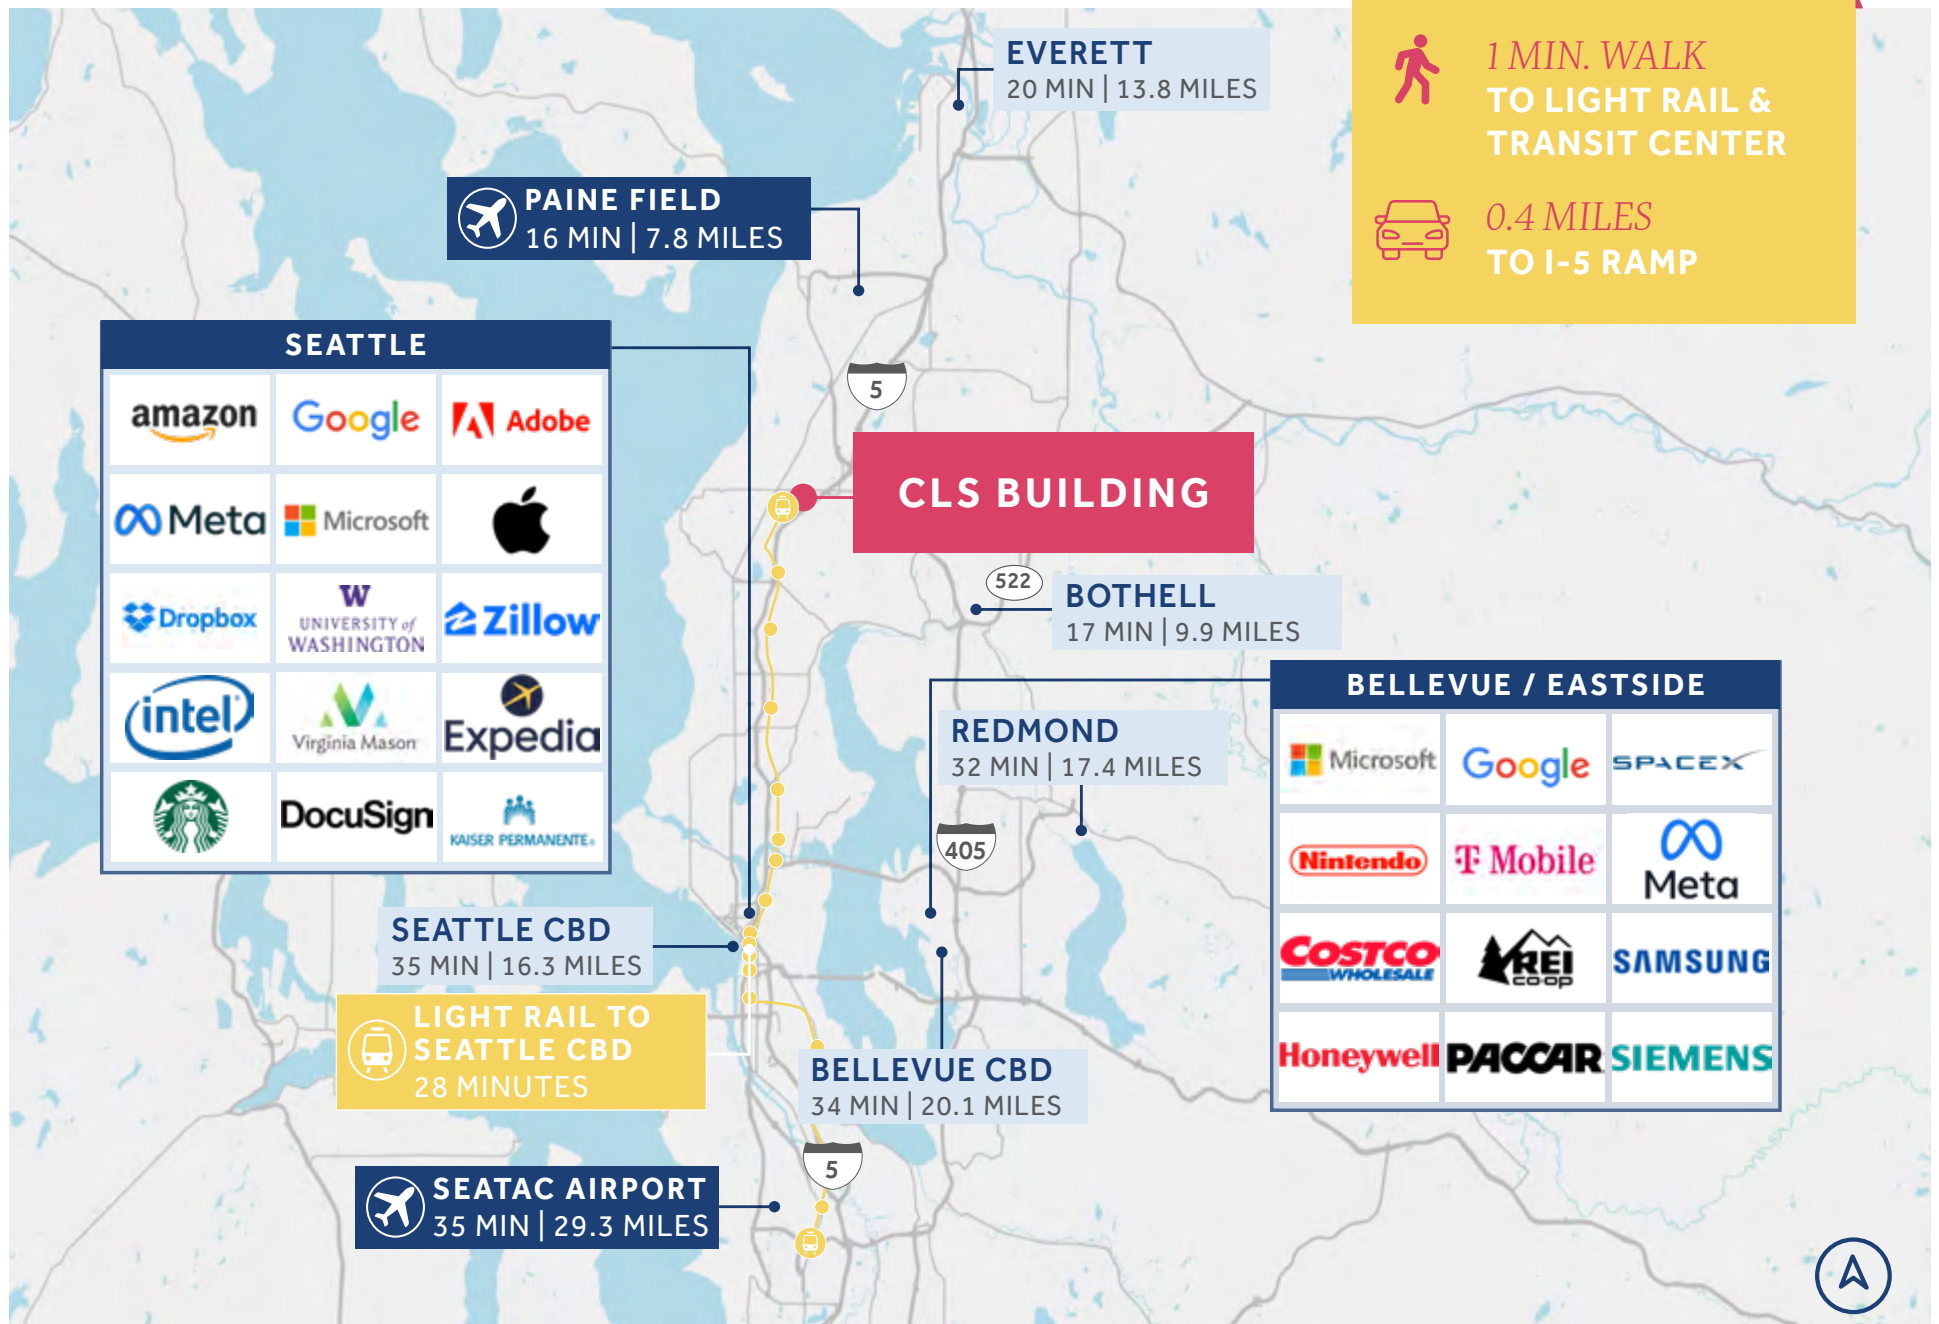 EVERETT
20 MIN | 13.8 MILES
1 MIN. WALK
TO LIGHT RAIL &
TRANSIT CENTER
0.4 MILES
TO I-5 RAMP
PAINE FIELD
16 MIN | 7.8 MILES
SEATTLE
amazon
Google
Adobe
Meta
Microsoft
Dropbox
W
UNIVERSITY of
WASHINGTON
Zillow
intel
Virginia Mason
Expedia
DocuSign
KAISER PERMANENTE®
5
CLS BUILDING
522
BOTHELL
17 MIN | 9.9 MILES
REDMOND
32 MIN | 17.4 MILES
405
BELLEVUE / EASTSIDE
Microsoft
Google
SPACEX
Nintendo
T Mobile
Meta
COSTCO
WHOLESALE
REI
co-op
SAMSUNG
Honeywell
PACCAR
SIEMENS
SEATTLE CBD
35 MIN | 16.3 MILES
LIGHT RAIL TO
SEATTLE CBD
28 MINUTES
BELLEVUE CBD
34 MIN | 20.1 MILES
5
SEATAC AIRPORT
35 MIN | 29.3 MILES